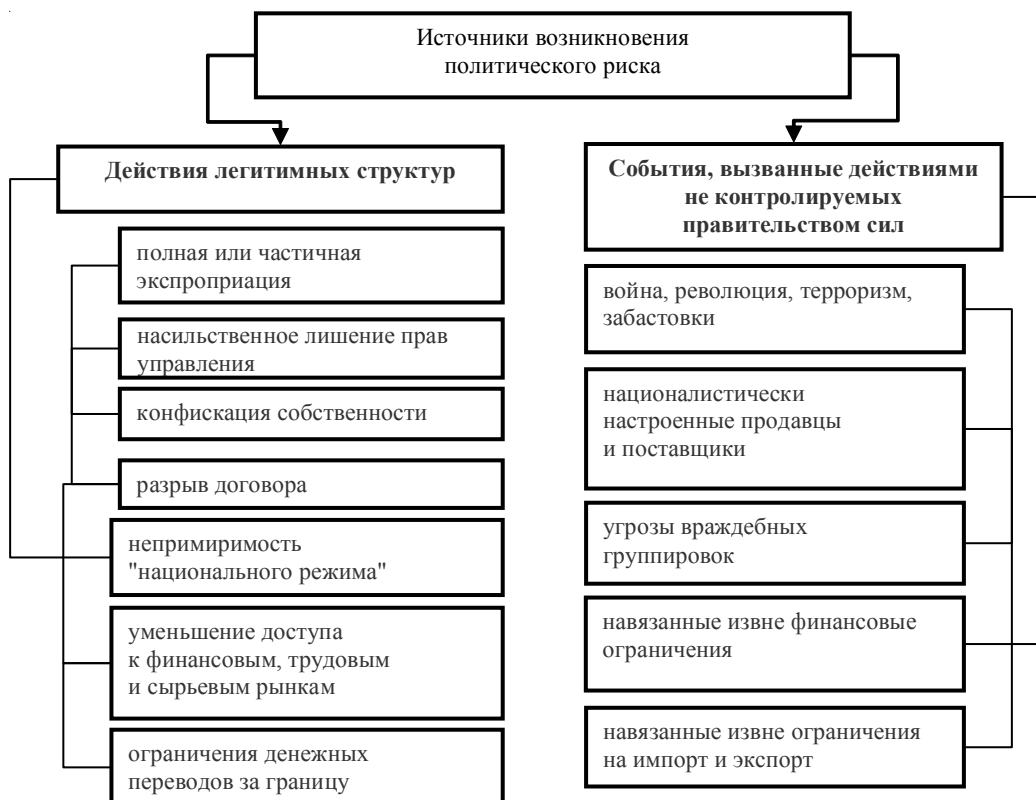 Источники возникновения
политического риска
Действия легитимных структур
полная или частичная
экспроприация
насильственное лишение прав
управления
конфискация собственности
разрыв договора
непримиримость
"национального режима"
уменьшение доступа
к финансовым, трудовым
и сырьевым рынкам
ограничения денежных
переводов за границу
События, вызванные действиями
не контролируемых
правительством сил
война, революция, терроризм,
забастовки
националистически
настроенные продавцы
и поставщики
угрозы враждебных
группировок
навязанные извне финансовые
ограничения
навязанные извне ограничения
на импорт и экспорт